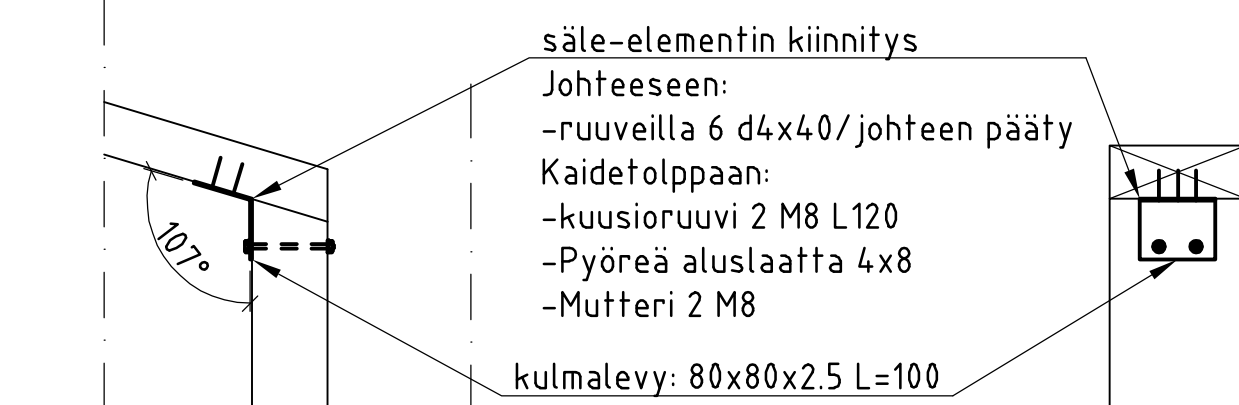 säle-elementin kiinnitys
Johteeseen:
-ruuveilla 6 d4x40/johteen pääty
Kaidetolppaan:
-kuusioruuvi 2 M8 L120
-Pyöreä aluslaatta 4x8
-Mutteri 2 M8
107°
kulmalevy: 80x80x2.5 L=100